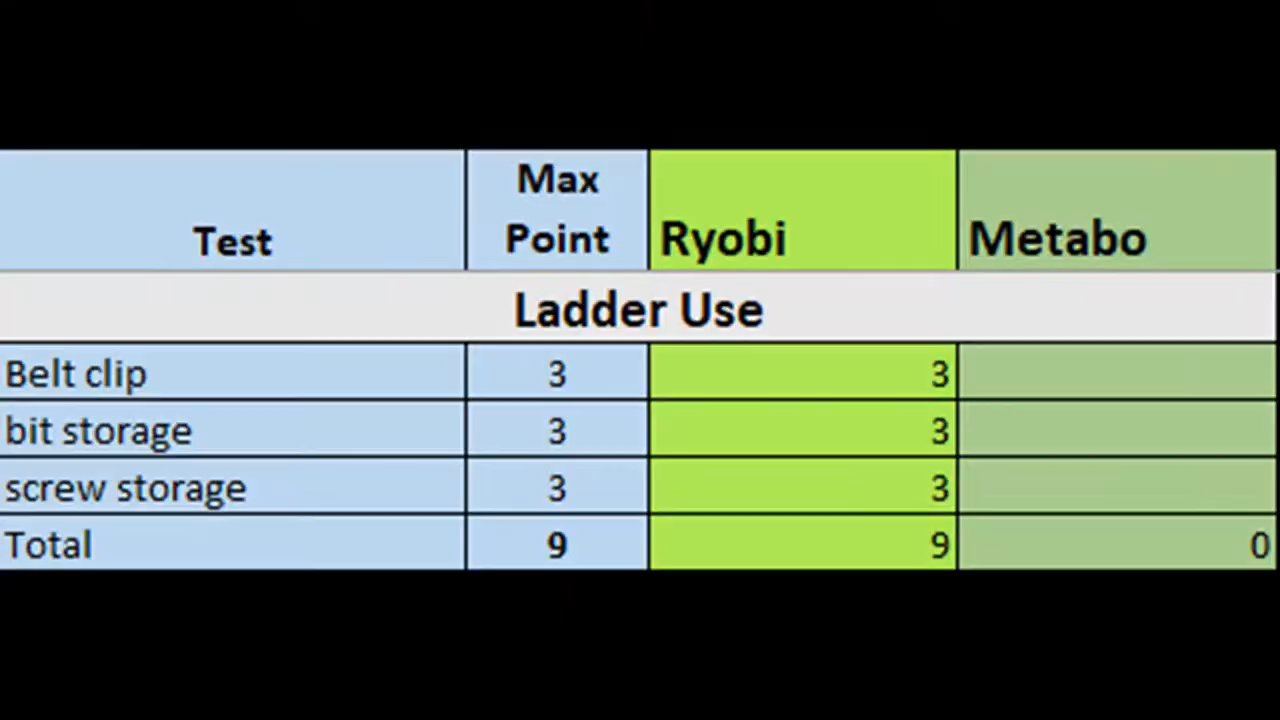 Test Max Point Ryobi Metabo
Ladder Use
Belt clip 3 3
bit storage 3 3
screw storage 3 3
Total 9 9 0